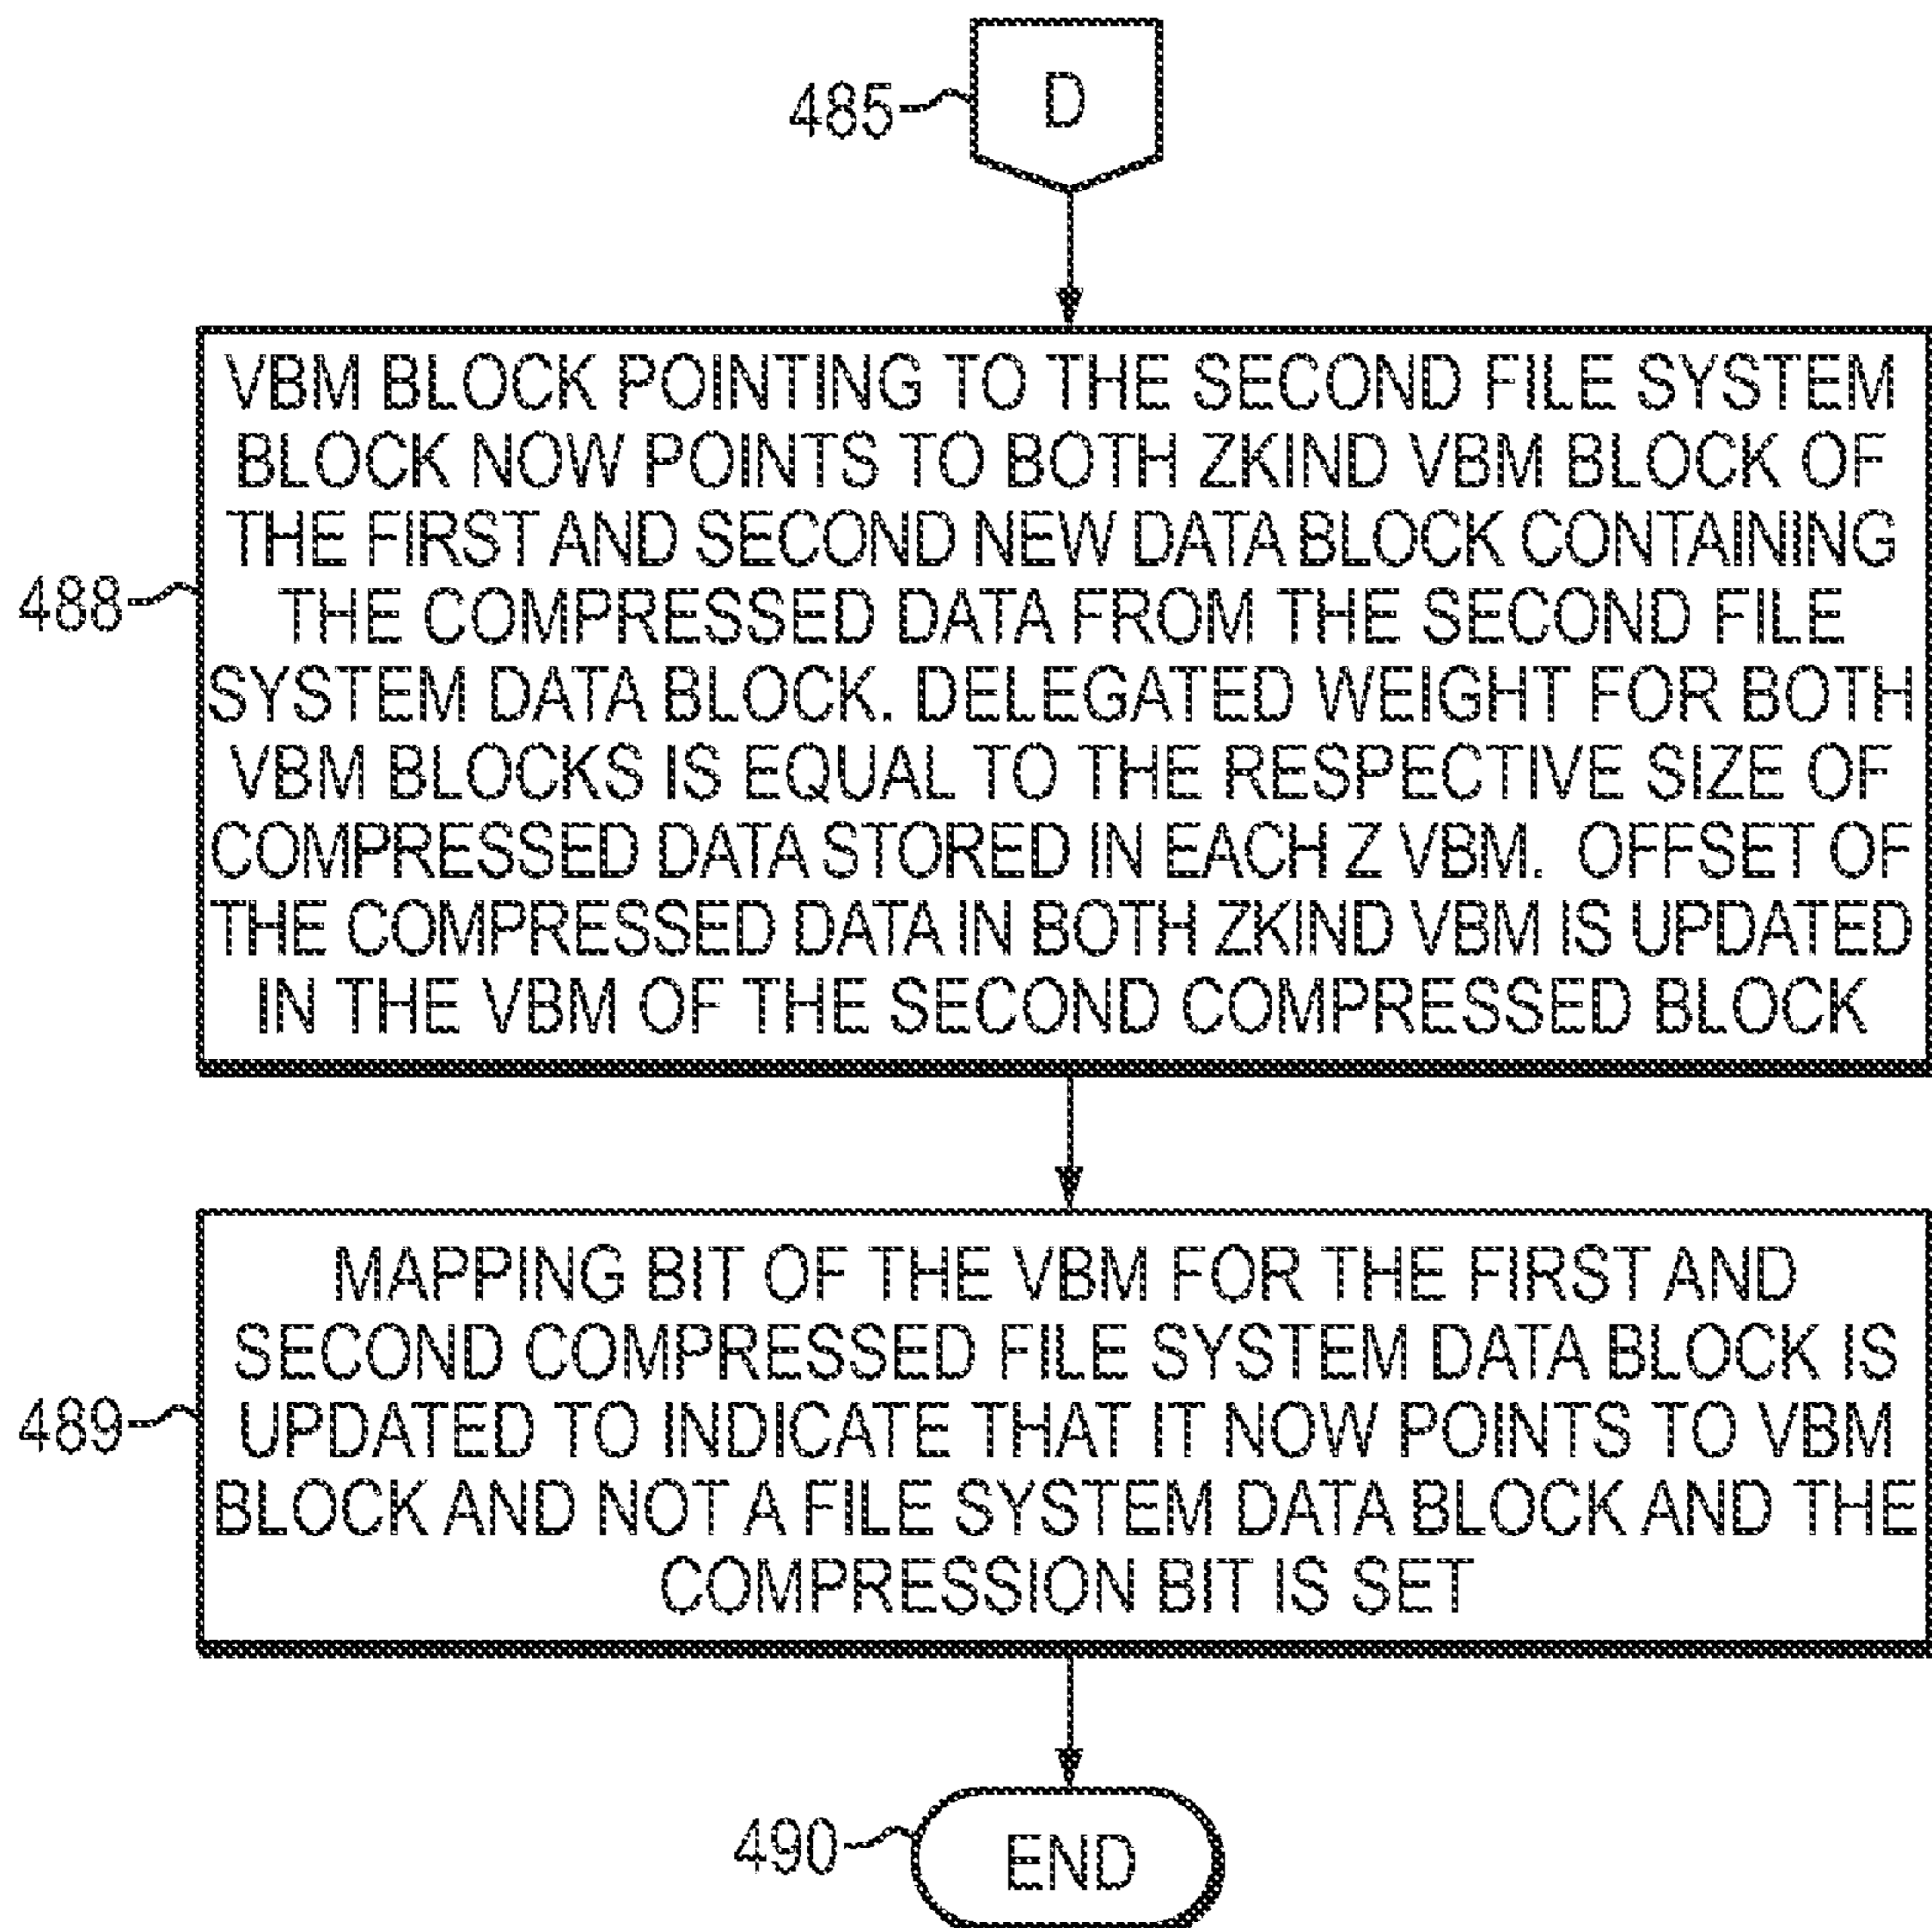 485
D
VBM BLOCK POINTING TO THE SECOND FILE SYSTEM
BLOCK NOW POINTS TO BOTH ZKIND VBM BLOCK OF
THE FIRST AND SECOND NEW DATA BLOCK CONTAINING
488
THE COMPRESSED DATA FROM THE SECOND FILE
SYSTEM DATA BLOCK. DELEGATED WEIGHT FOR BOTH
VBM BLOCKS IS EQUAL TO THE RESPECTIVE SIZE OF
COMPRESSED DATA STORED IN EACH Z VBM. OFFSET OF
THE COMPRESSED DATA IN BOTH ZKIND VBM IS UPDATED
IN THE VBM OF THE SECOND COMPRESSED BLOCK
MAPPING BIT OF THE VBM FOR THE FIRST AND
SECOND COMPRESSED FILE SYSTEM DATA BLOCK IS
489
UPDATED TO INDICATE THAT IT NOW POINTS TO VBM
BLOCK AND NOT A FILE SYSTEM DATA BLOCK AND THE
COMPRESSION BIT IS SET
490
END